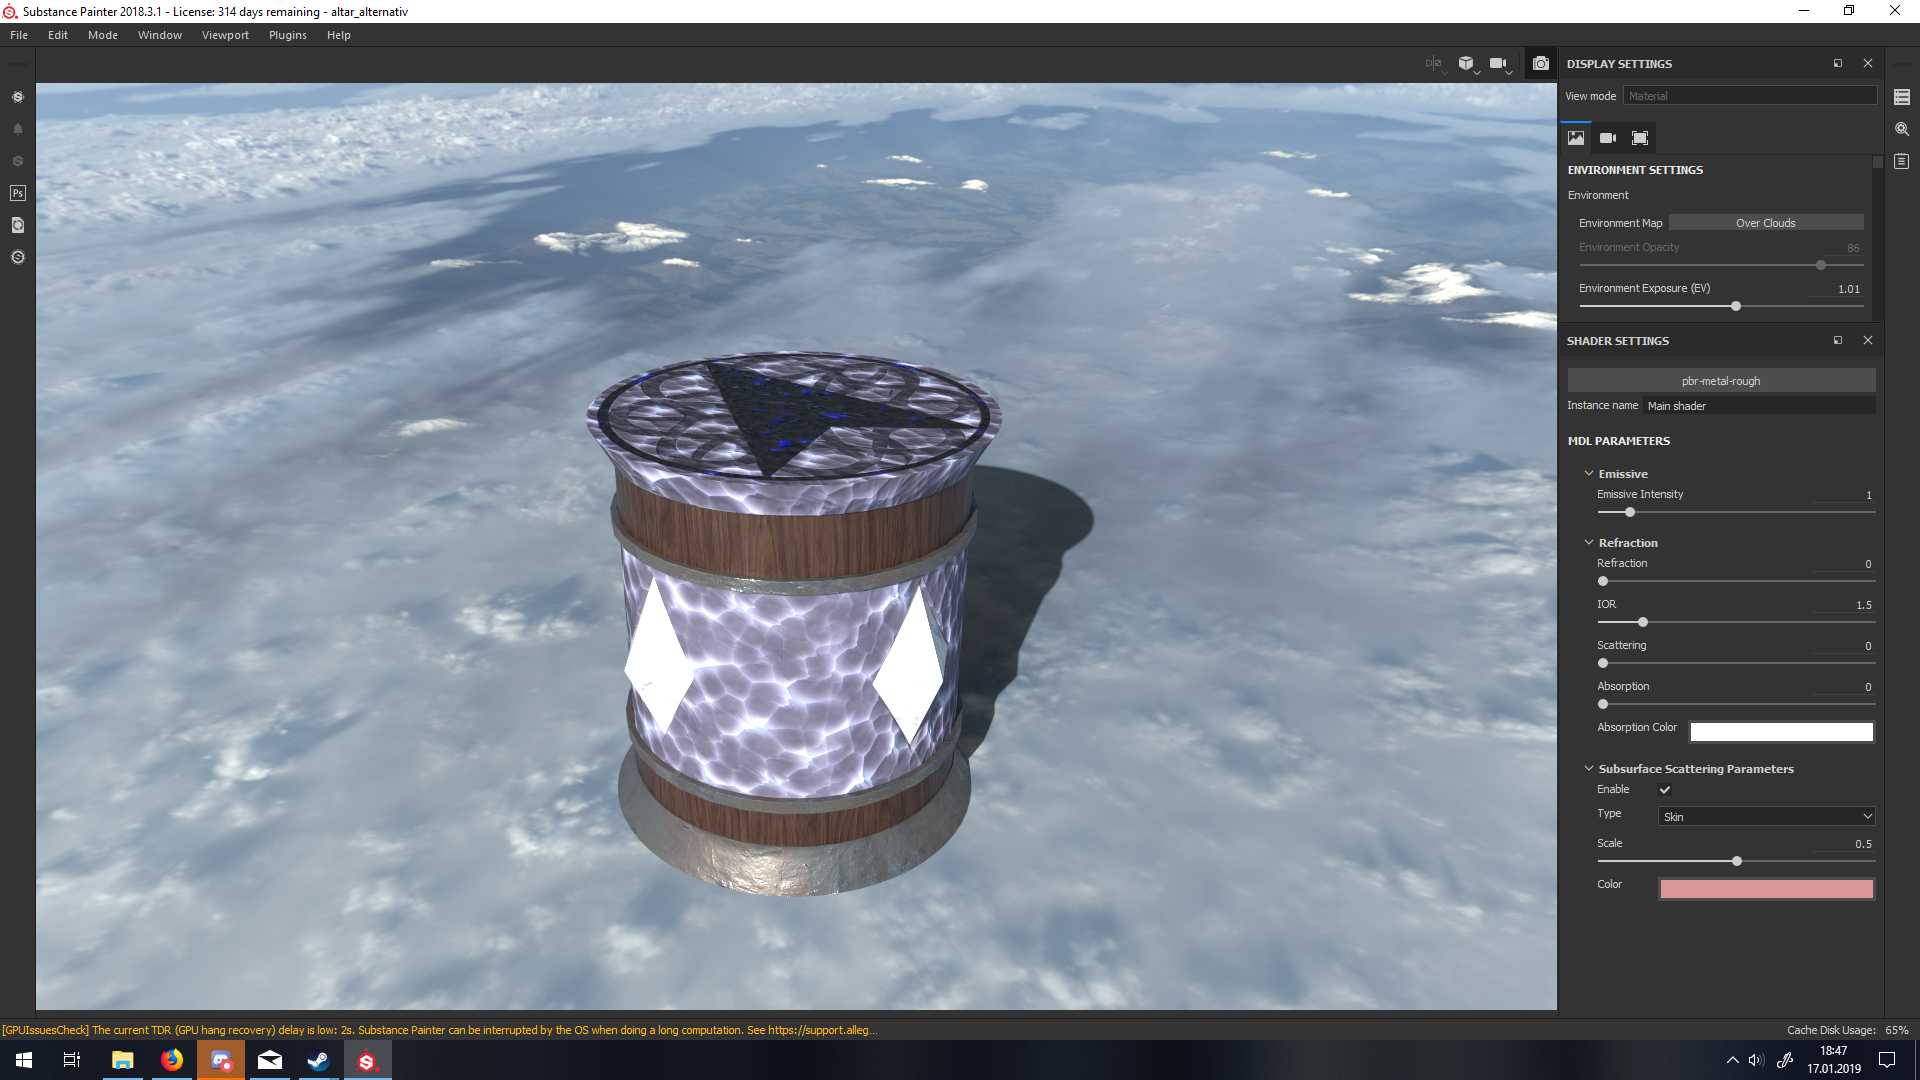 Substance Painter 2018.3.1 - License: 314 days remaining - altar_alternativ
File Edit Mode Window Viewport Plugins Help
DISPLAY SETTINGS
View mode Material
ENVIRONMENT SETTINGS
Environment
Environment Map Over Clouds
Environment Opacity 86
Environment Exposure (EV) 1.01
SHADER SETTINGS
pbr-metal-rough
Instance name Main shader
MDL PARAMETERS
Emissive
Emissive Intensity 1
Refraction
Refraction 0
IOR 1.5
Scattering 0
Absorption 0
Absorption Color
Subsurface Scattering Parameters
Enable
Type Skin
Scale 0.5
Color
Ps
[GPUIssuesCheck] The current TDR (GPU hang recovery) delay is low: 2s. Substance Painter can be interrupted by the OS when doing a long computation. See https://support.alleg...
Cache Disk Usage: 65%
18:47
17.01.2019